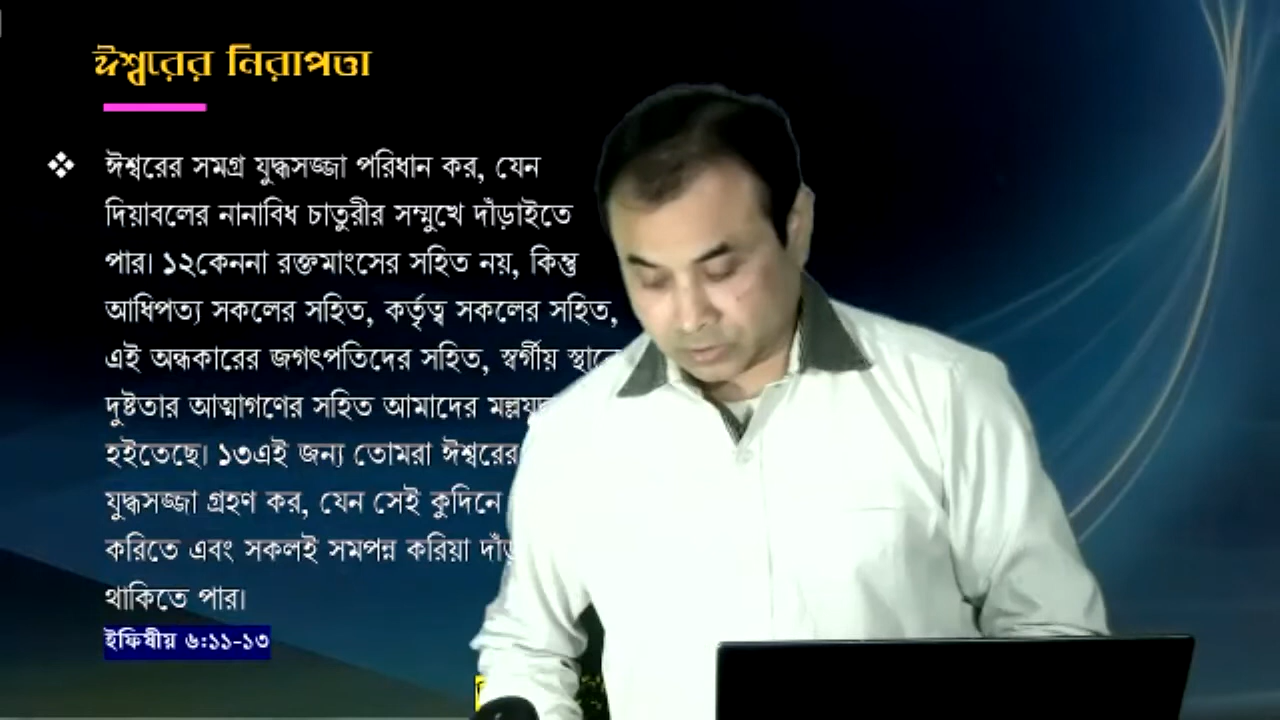 ঈশ্বরের নিরাপত্তা
ঈশ্বরের সমগ্র যুদ্ধসজ্জা পরিধান কর, যেন
দিয়াবলের নানাবিধ চাতুরীর সম্মুখে দাঁড়াইতে
পার। ১২কেননা রক্তমাংসের সহিত নয়, কিন্তু
আধিপত্য সকলের সহিত, কর্তৃত্ব সকলের সহিত,
এই অন্ধকারের জগৎপতিদের সহিত, স্বর্গীয়
দুষ্টতার আত্মাগণের সহিত আমাদের
হইতেছে। ১৩এই জন্য তোমরা ঈশ্বরের
যুদ্ধসজ্জা গ্রহণ কর, যেন সেই কুদিনে
করিতে এবং সকলই সমপন্ন করিয়া
থাকিতে পার।
ইফিষীয় ৬:১১-১৩